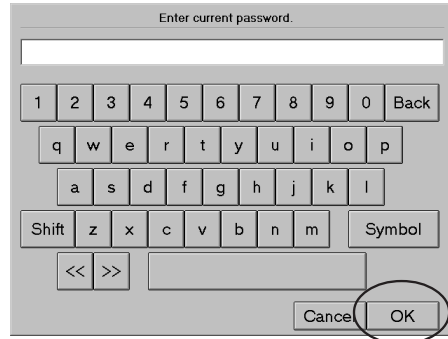 Enter current password.
1 2 3 4 5 6 7 8 9 0 Back
q w e r t y u i o p
a s d f g h j k l
Shift z x c v b n m Symbol
<< >>
Cancel OK